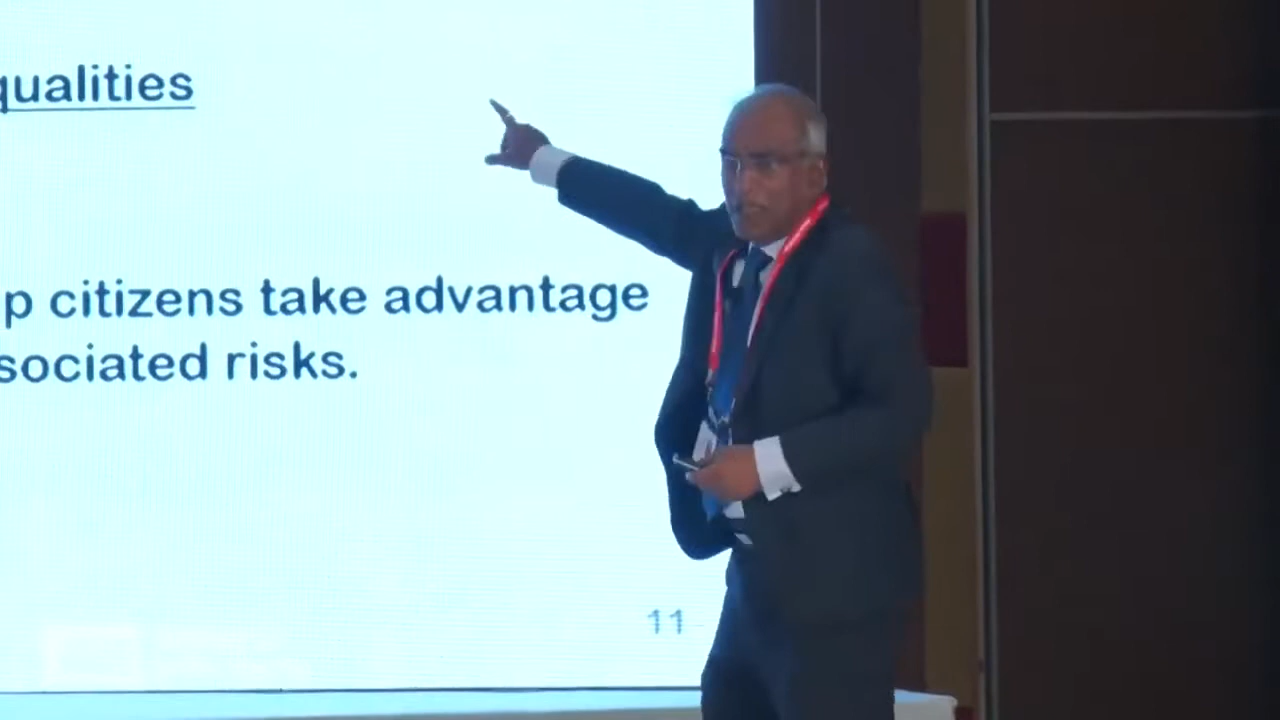 qualities
p citizens take advantage
sociated risks.
11